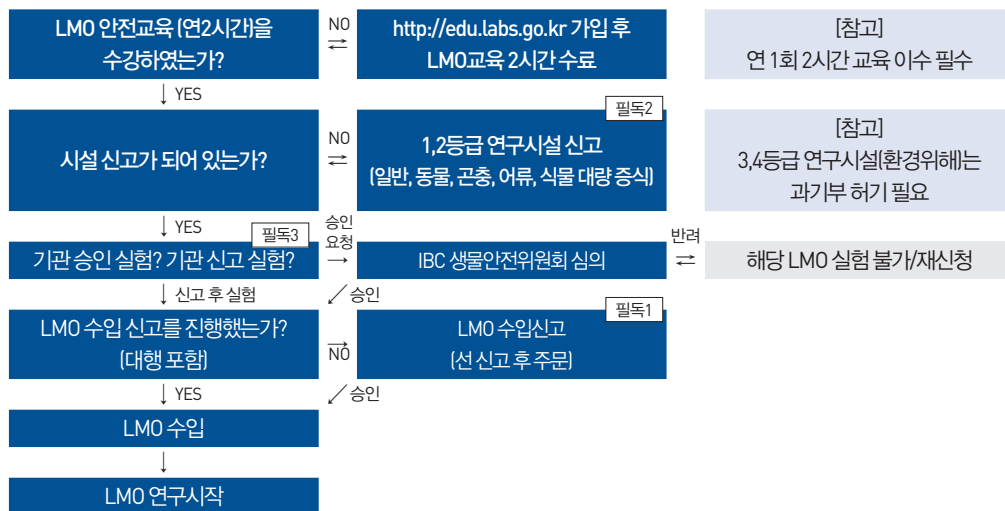 LMO 안전교육 (연2시간)을
수강하였는가?
NO
http://edu.labs.go.kr 가입 후
LMO교육 2시간 수료
[참고]
연 1회 2시간 교육 이수 필수
YES
시설 신고가 되어 있는가?
NO
필독2
1,2등급 연구시설 신고
(일반, 동물, 곤충, 어류, 식물 대량 증식)
[참고]
3,4등급 연구시설(환경위해)는
과기부 허기 필요
YES
필독3
기관 승인 실험? 기관 신고 실험?
승인
요청
IBC 생물안전위원회 심의
반려
해당 LMO 실험 불가/재신청
신고 후 실험
승인
LMO 수입 신고를 진행했는가?
(대행 포함)
NO
필독1
LMO 수입신고
(선 신고 후 주문)
YES
승인
LMO 수입
LMO 연구시작